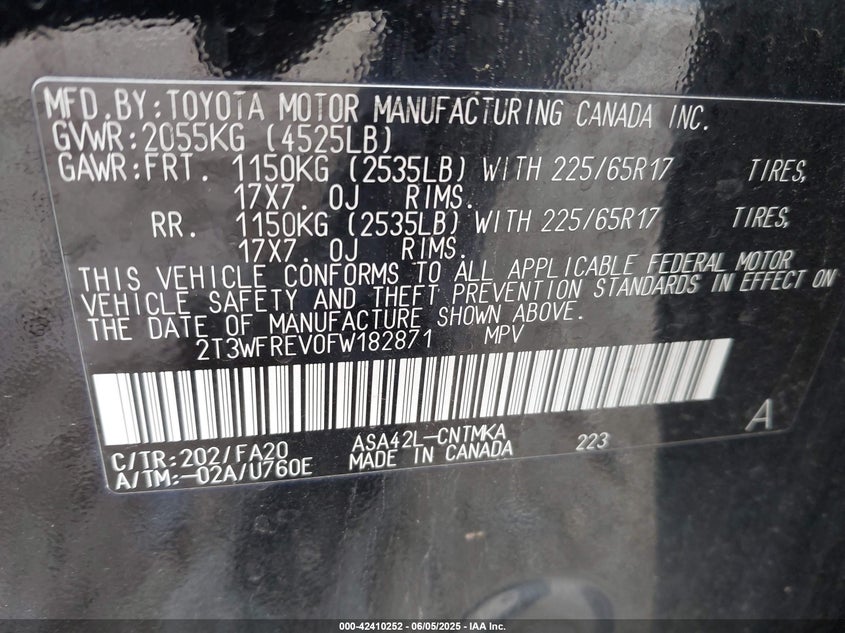 MFD.BY:TOYOTA MOTOR MANUFACTURING CANADA INC.
GVWR:2055KG (4525LB)
GAWR:FRT. 1150KG (2535LB) WITH 225/65R17 TIRES,
17X7. 0J RIMS.
RR. 1150KG (2535LB) WITH 225/65R17 TIRES,
17X7. 0J RIMS.
THIS VEHICLE CONFORMS TO ALL APPLICABLE FEDERAL MOTOR
VEHICLE SAFETY AND THEFT PREVENTION STANDARDS IN EFFECT ON
THE DATE OF MANUFACTURE SHOWN ABOVE.
2T3WFREV0FW182871 MPV
A
C/TR:202/FA20 ASA42L-CNTMKA 223
A/TM:-02A/U760E MADE IN CANADA
000-42410252 - 06/05/2025 - IAA Inc.